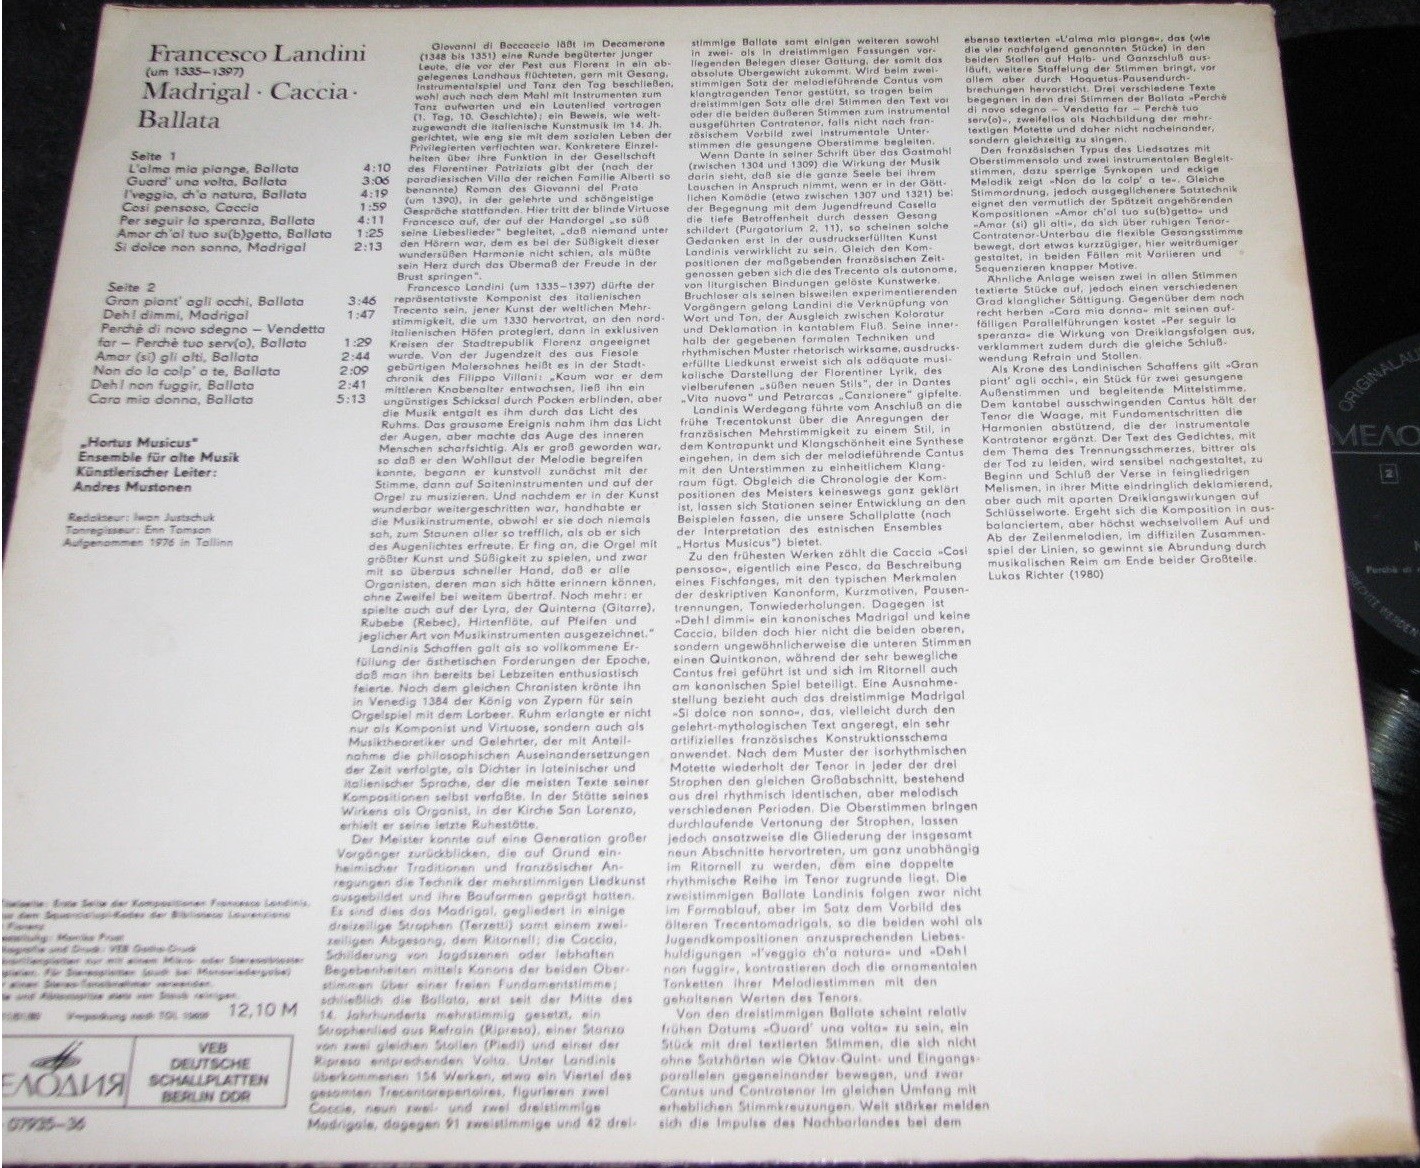 Francesco Landini
(um 1335–1397)
Madrigal · Caccia ·
Ballata
Seite 1
L'alma mia piange, Ballata 4:10
Guard' una volta, Ballata 3:06
I'veggio, ch'a natura, Ballata 4:19
Cosi pensoso, Caccia 1:59
Per seguir la speranza, Ballata 4:11
Amor ch'al tuo su(b)getto, Ballata 1:25
Si dolce non sonno, Madrigal 2:13
Seite 2
Gran piant' agli occhi, Ballata 3:46
Deh! dimmi, Madrigal 1:47
Perchè di novo sdegno – Vendetta
far – Perchè tuo serv(o), Ballata 1:29
Amar (si) gli alti, Ballata 2:44
Non do la colp' a te, Ballata 2:09
Deh! non fuggir, Ballata 2:41
Cara mia donna, Ballata 5:13
„Hortus Musicus"
Ensemble für alte Musik
Künstlerischer Leiter:
Andres Mustonen
Redakteur: Iwan Justschuk
Tonregisseur: Enn Tomson
Aufgenommen 1976 in Tallinn
Erste Seite der Kompositionen Francesco Landinis,
aus dem Squarcialupi-Kodex der Biblioteca Laurenziana
Florenz
Monika Prust
und Druck: VEB Gotha-Druck
nur mit einem Mikro- oder Stereotaster
Für Stereoplatten (auch bei Monowiedergabe)
einen Stereo-Tonabnehmer verwenden.
und Abtastspitze stets von Staub reinigen.
Verpackung nach TGL 12,10 M
МЕЛОДИЯ
VEB
DEUTSCHE
SCHALLPLATTEN
BERLIN DDR
07935–36
Giovanni di Boccaccio läßt im Decamerone
(1348 bis 1351) eine Runde begüterter junger
Leute, die vor der Pest aus Florenz in ein ab-
gelegenes Landhaus flüchteten, gern mit Gesang,
Instrumentalspiel und Tanz den Tag beschließen,
wohl auch nach dem Mahl mit Instrumenten zum
Tanz aufwarten und ein Lautenlied vortragen
(1. Tag, 10. Geschichte); ein Beweis, wie welt-
zugewandt die italienische Kunstmusik im 14. Jh.
gerichtet, wie eng sie mit dem sozialen Leben der
Privilegierten verflochten war. Konkretere Einzel-
heiten über ihre Funktion in der Gesellschaft
des Florentiner Patriziats gibt der (nach der
paradiesischen Villa der reichen Familie Alberti so
benannte) Roman des Giovanni del Prato
(um 1390), in der gelehrte und schöngeistige
Gespräche stattfanden. Hier tritt der blinde Virtuose
Francesco auf, der auf der Handorgel „so süß
seine Liebeslieder" begleitet, „daß niemand unter
den Hörern war, dem es bei der Süßigkeit dieser
wundersüßen Harmonie nicht schien, als müßte
sein Herz durch das Übermaß der Freude in der
Brust springen".
Francesco Landini (um 1335–1397) dürfte der
repräsentativste Komponist des italienischen
Trecento sein, jener Kunst der weltlichen Mehr-
stimmigkeit, die um 1330 hervortrat, an den nord-
italienischen Höfen protegiert, dann in exklusiven
Kreisen der Stadtrepublik Florenz angeeignet
wurde. Von der Jugendzeit des aus Fiesole
gebürtigen Malersohnes heißt es in der Stadt-
chronik des Filippo Villani: „Kaum war er dem
mittleren Knabenalter entwachsen, ließ ihn ein
ungünstiges Schicksal durch Pocken erblinden, aber
die Musik entgalt es ihm durch das Licht des
Ruhms. Das grausame Ereignis nahm ihm das Licht
der Augen, aber machte das Auge des inneren
Menschen scharfsichtig. Als er groß geworden war,
so daß er den Wohllaut der Melodie begreifen
konnte, begann er kunstvoll zunächst mit der
Stimme, dann auf Saiteninstrumenten und auf der
Orgel zu musizieren. Und nachdem er in der Kunst
wunderbar weitergeschritten war, handhabte er
die Musikinstrumente, obwohl er sie doch niemals
sah, zum Staunen aller so trefflich, als ob er sich
des Augenlichtes erfreute. Er fing an, die Orgel mit
größter Kunst und Süßigkeit zu spielen, und zwar
mit so überaus schneller Hand, daß er alle
Organisten, deren man sich hätte erinnern können,
ohne Zweifel bei weitem übertraf. Noch mehr: er
spielte auch auf der Lyra, der Quinterna (Gitarre),
Rubebe (Rebec), Hirtenflöte, auf Pfeifen und
jeglicher Art von Musikinstrumenten ausgezeichnet."
Landinis Schaffen galt als so vollkommene Er-
füllung der ästhetischen Forderungen der Epoche,
daß man ihn bereits bei Lebzeiten enthusiastisch
feierte. Nach dem gleichen Chronisten krönte ihn
in Venedig 1384 der König von Zypern für sein
Orgelspiel mit dem Lorbeer. Ruhm erlangte er nicht
nur als Komponist und Virtuose, sondern auch als
Musiktheoretiker und Gelehrter, der mit Anteil-
nahme die philosophischen Auseinandersetzungen
der Zeit verfolgte, als Dichter in lateinischer und
italienischer Sprache, der die meisten Texte seiner
Kompositionen selbst verfaßte. In der Stätte seines
Wirkens als Organist, in der Kirche San Lorenzo,
erhielt er seine letzte Ruhestätte.
Der Meister konnte auf eine Generation großer
Vorgänger zurückblicken, die auf Grund ein-
heimischer Traditionen und französischer An-
regungen die Technik der mehrstimmigen Liedkunst
ausgebildet und ihre Bauformen geprägt hatten.
Es sind dies das Madrigal, gegliedert in einige
dreizeilige Strophen (Terzetti) samt einem zwei-
zeiligen Abgesang, dem Ritornell; die Caccia,
Schilderung von Jagdszenen oder lebhaften
Begebenheiten mittels Kanons der beiden Ober-
stimmen über einer freien Fundamentstimme;
schließlich die Ballata, erst seit der Mitte des
14. Jahrhunderts mehrstimmig gesetzt, ein
Strophenlied aus Refrain (Ripresa), einer Stanza
von zwei gleichen Stollen (Piedi) und einer der
Ripresa entsprechenden Volta. Unter Landinis
überkommenen 154 Werken, etwa ein Viertel des
gesamten Trecentorepertoires, figurieren zwei
Caccie, neun zwei- und zwei dreistimmige
Madrigale, dagegen 91 zweistimmige und 42 drei-
stimmige Ballate samt einigen weiteren sowohl
in zwei- als in dreistimmigen Fassungen vor-
liegenden Belegen dieser Gattung, der somit das
absolute Übergewicht zukommt. Wird beim zwei-
stimmigen Satz der melodieführende Cantus vom
klangtragenden Tenor gestützt, so tragen beim
dreistimmigen Satz alle drei Stimmen den Text vor
oder die beiden äußeren Stimmen zum instrumental
ausgeführten Contratenor, falls nicht nach fran-
zösischem Vorbild zwei instrumentale Unter-
stimmen die gesungene Oberstimme begleiten.
Wenn Dante in seiner Schrift über das Gastmahl
(zwischen 1304 und 1309) die Wirkung der Musik
darin sieht, daß sie die ganze Seele bei ihrem
Lauschen in Anspruch nimmt, wenn er in der Gött-
lichen Komödie (etwa zwischen 1307 und 1321) bei
der Begegnung mit dem Jugendfreund Casella
die tiefe Betroffenheit durch dessen Gesang
schildert (Purgatorium 2, 11), so scheinen solche
Gedanken erst in der ausdruckserfüllten Kunst
Landinis verwirklicht zu sein. Gleich den Kom-
positionen der maßgebenden französischen Zeit-
genossen geben sich die des Trecento als autonome,
von liturgischen Bindungen gelöste Kunstwerke.
Bruchloser als seinen bisweilen experimentierenden
Vorgängern gelang Landini die Verknüpfung von
Wort und Ton, der Ausgleich zwischen Koloratur
und Deklamation in kantablem Fluß. Seine inner-
halb der gegebenen formalen Techniken und
rhythmischen Muster rhetorisch wirksame, ausdrucks-
erfüllte Liedkunst erweist sich als adäquate musi-
kalische Darstellung der Florentiner Lyrik, des
vielberufenen „süßen neuen Stils", der in Dantes
„Vita nuova" und Petrarcas „Canzoniere" gipfelte.
Landinis Werdegang führte vom Anschluß an die
frühe Trecentokunst über die Anregungen der
französischen Mehrstimmigkeit zu einem Stil, in
dem Kontrapunkt und Klangschönheit eine Synthese
eingehen, in dem sich der melodieführende Cantus
mit den Unterstimmen zu einheitlichem Klang-
raum fügt. Obgleich die Chronologie der Kom-
positionen des Meisters keineswegs ganz geklärt
ist, lassen sich Stationen seiner Entwicklung an den
Beispielen fassen, die unsere Schallplatte (nach
der Interpretation des estnischen Ensembles
„Hortus Musicus") bietet.
Zu den frühesten Werken zählt die Caccia »Cosi
pensoso«, eigentlich eine Pesca, da Beschreibung
eines Fischfanges, mit den typischen Merkmalen
der deskriptiven Kanonform, Kurzmotiven, Pausen-
trennungen, Tonwiederholungen. Dagegen ist
»Deh! dimmi« ein kanonisches Madrigal und keine
Caccia, bilden doch hier nicht die beiden oberen,
sondern ungewöhnlicherweise die unteren Stimmen
einen Quintkanon, während der sehr bewegliche
Cantus frei geführt ist und sich im Ritornell auch
am kanonischen Spiel beteiligt. Eine Ausnahme-
stellung bezieht auch das dreistimmige Madrigal
»Si dolce non sonno«, das, vielleicht durch den
gelehrt-mythologischen Text angeregt, ein sehr
artifizielles französisches Konstruktionsschema
anwendet. Nach dem Muster der isorhythmischen
Motette wiederholt der Tenor in jeder der drei
Strophen den gleichen Großabschnitt, bestehend
aus drei rhythmisch identischen, aber melodisch
verschiedenen Perioden. Die Oberstimmen bringen
durchlaufende Vertonung der Strophen, lassen
jedoch ansatzweise die Gliederung der insgesamt
neun Abschnitte hervortreten, um ganz unabhängig
im Ritornell zu werden, dem eine doppelte
rhythmische Reihe im Tenor zugrunde liegt. Die
zweistimmigen Ballate Landinis folgen zwar nicht
im Formablauf, aber im Satz dem Vorbild des
älteren Trecentomadrigals, so die beiden wohl als
Jugendkompositionen anzusprechenden Liebes-
huldigungen »I'veggio ch'a natura« und »Deh!
non fuggir«, kontrastieren doch die ornamentalen
Tonketten ihrer Melodiestimmen mit den
gehaltenen Werten des Tenors.
Von den dreistimmigen Ballate scheint relativ
frühen Datums »Guard' una volta« zu sein, ein
Stück mit drei textierten Stimmen, die sich nicht
ohne Satzhärten wie Oktav-Quint- und Eingangs-
parallelen gegeneinander bewegen, und zwar
Cantus und Contratenor im gleichen Umfang mit
erheblichen Stimmkreuzungen. Weit stärker melden
sich die Impulse des Nachbarlandes bei dem
ebenso textierten »L'alma mia piange«, das (wie
die vier nachfolgend genannten Stücke) in den
beiden Stollen auf Halb- und Ganzschluß aus-
läuft, weitere Staffelung der Stimmen bringt, vor
allem aber durch Hoquetus-Pausendurch-
brechungen hervorsticht. Drei verschiedene Texte
begegnen in den drei Stimmen der Ballata »Perchè
di novo sdegno – Vendetta far – Perchè tuo
serv(o)«, zweifellos als Nachbildung der mehr-
textigen Motette und daher nicht nacheinander,
sondern gleichzeitig zu singen.
Den französischen Typus des Liedsatzes mit
Oberstimmensolo und zwei instrumentalen Begleit-
stimmen, dazu sperrige Synkopen und eckige
Melodik zeigt »Non do la colp' a te«. Gleiche
Stimmordnung, jedoch ausgeglichenere Satztechnik
eignet den vermutlich der Spätzeit angehörenden
Kompositionen »Amor ch'al tuo su(b)getto« und
»Amar (si) gli alti«, da sich über ruhigen Tenor-
Contratenor-Unterbau die flexible Gesangsstimme
bewegt, dort etwas kurzzügiger, hier weiträumiger
gestaltet, in beiden Fällen mit Variieren und
Sequenzieren knapper Motive.
Ähnliche Anlage weisen zwei in allen Stimmen
textierte Stücke auf, jedoch einen verschiedenen
Grad klanglicher Sättigung. Gegenüber dem noch
recht herben »Cara mia donna« mit seinen auf-
fälligen Parallelführungen kostet »Per seguir la
speranza« die Wirkung von Dreiklangsfolgen aus,
verklammert zudem durch die gleiche Schluß-
wendung Refrain und Stollen.
Als Krone des Landinischen Schaffens gilt »Gran
piant' agli occhi«, ein Stück für zwei gesungene
Außenstimmen und begleitende Mittelstimme.
Dem kantabel ausschwingenden Cantus hält der
Tenor die Waage, mit Fundamentschritten die
Harmonien abstützend, die der instrumentale
Kontratenor ergänzt. Der Text des Gedichtes, mit
dem Thema des Trennungsschmerzes, bittrer als
der Tod zu leiden, wird sensibel nachgestaltet, zu
Beginn und Schluß der Verse in feingliedrigen
Melismen, in ihrer Mitte eindringlich deklamierend,
aber auch mit aparten Dreiklangswirkungen auf
Schlüsselworte. Ergeht sich die Komposition in aus-
balanciertem, aber höchst wechselvollem Auf und
Ab der Zeilenmelodien, im diffizilen Zusammen-
spiel der Linien, so gewinnt sie Abrundung durch
musikalischen Reim am Ende beider Großteile.
Lukas Richter (1980)
ORIGINALAU
МЕЛО
2
Perchè di
WERDEN